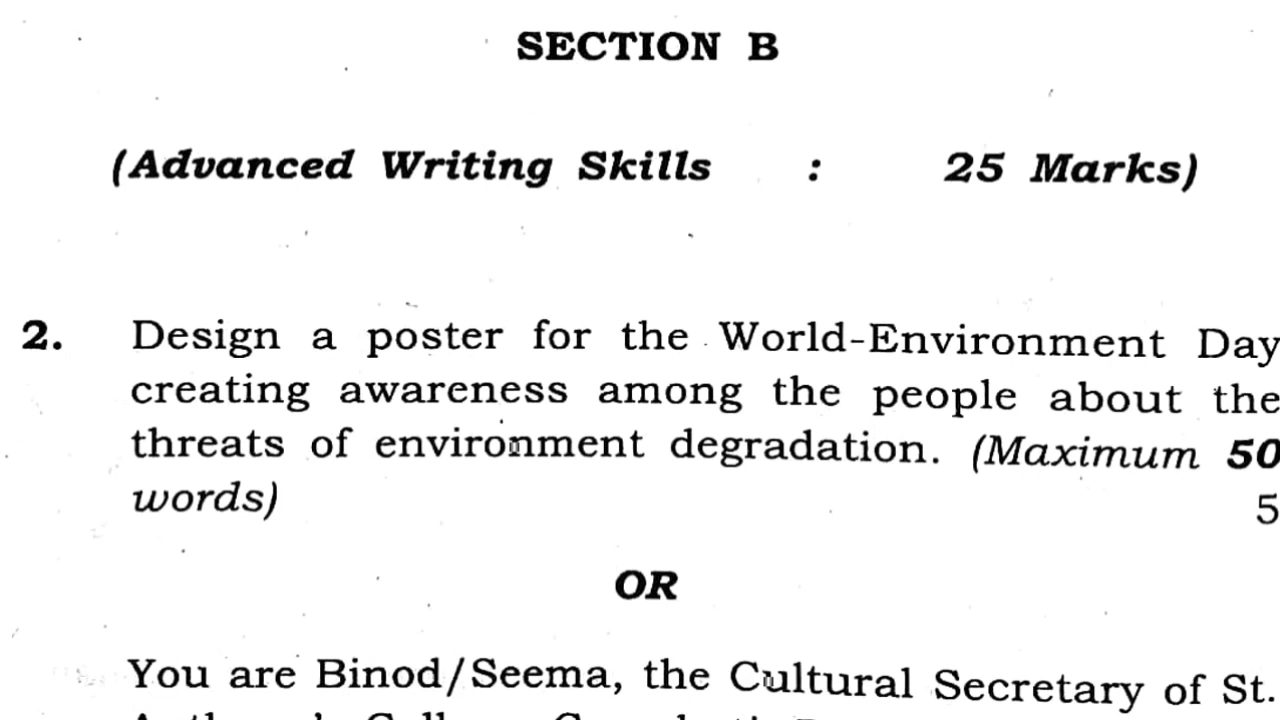 SECTION B
(Advanced Writing Skills : 25 Marks)
2. Design a poster for the World-Environment Day
creating awareness among the people about the
threats of environment degradation. (Maximum 50
words) 5
OR
You are Binod/Seema, the Cultural Secretary of St.